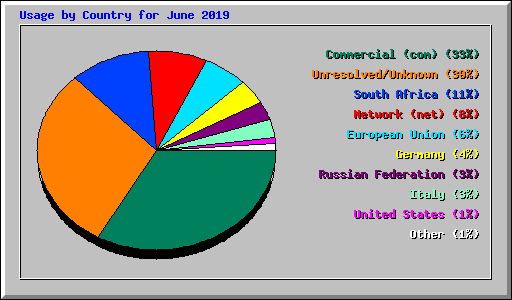 Usage by Country for June 2019
Commercial (com) (33%)
Unresolved/Unknown (30%)
South Africa (11%)
Network (net) (8%)
European Union (6%)
Germany (4%)
Russian Federation (3%)
Italy (3%)
United States (1%)
Other (1%)